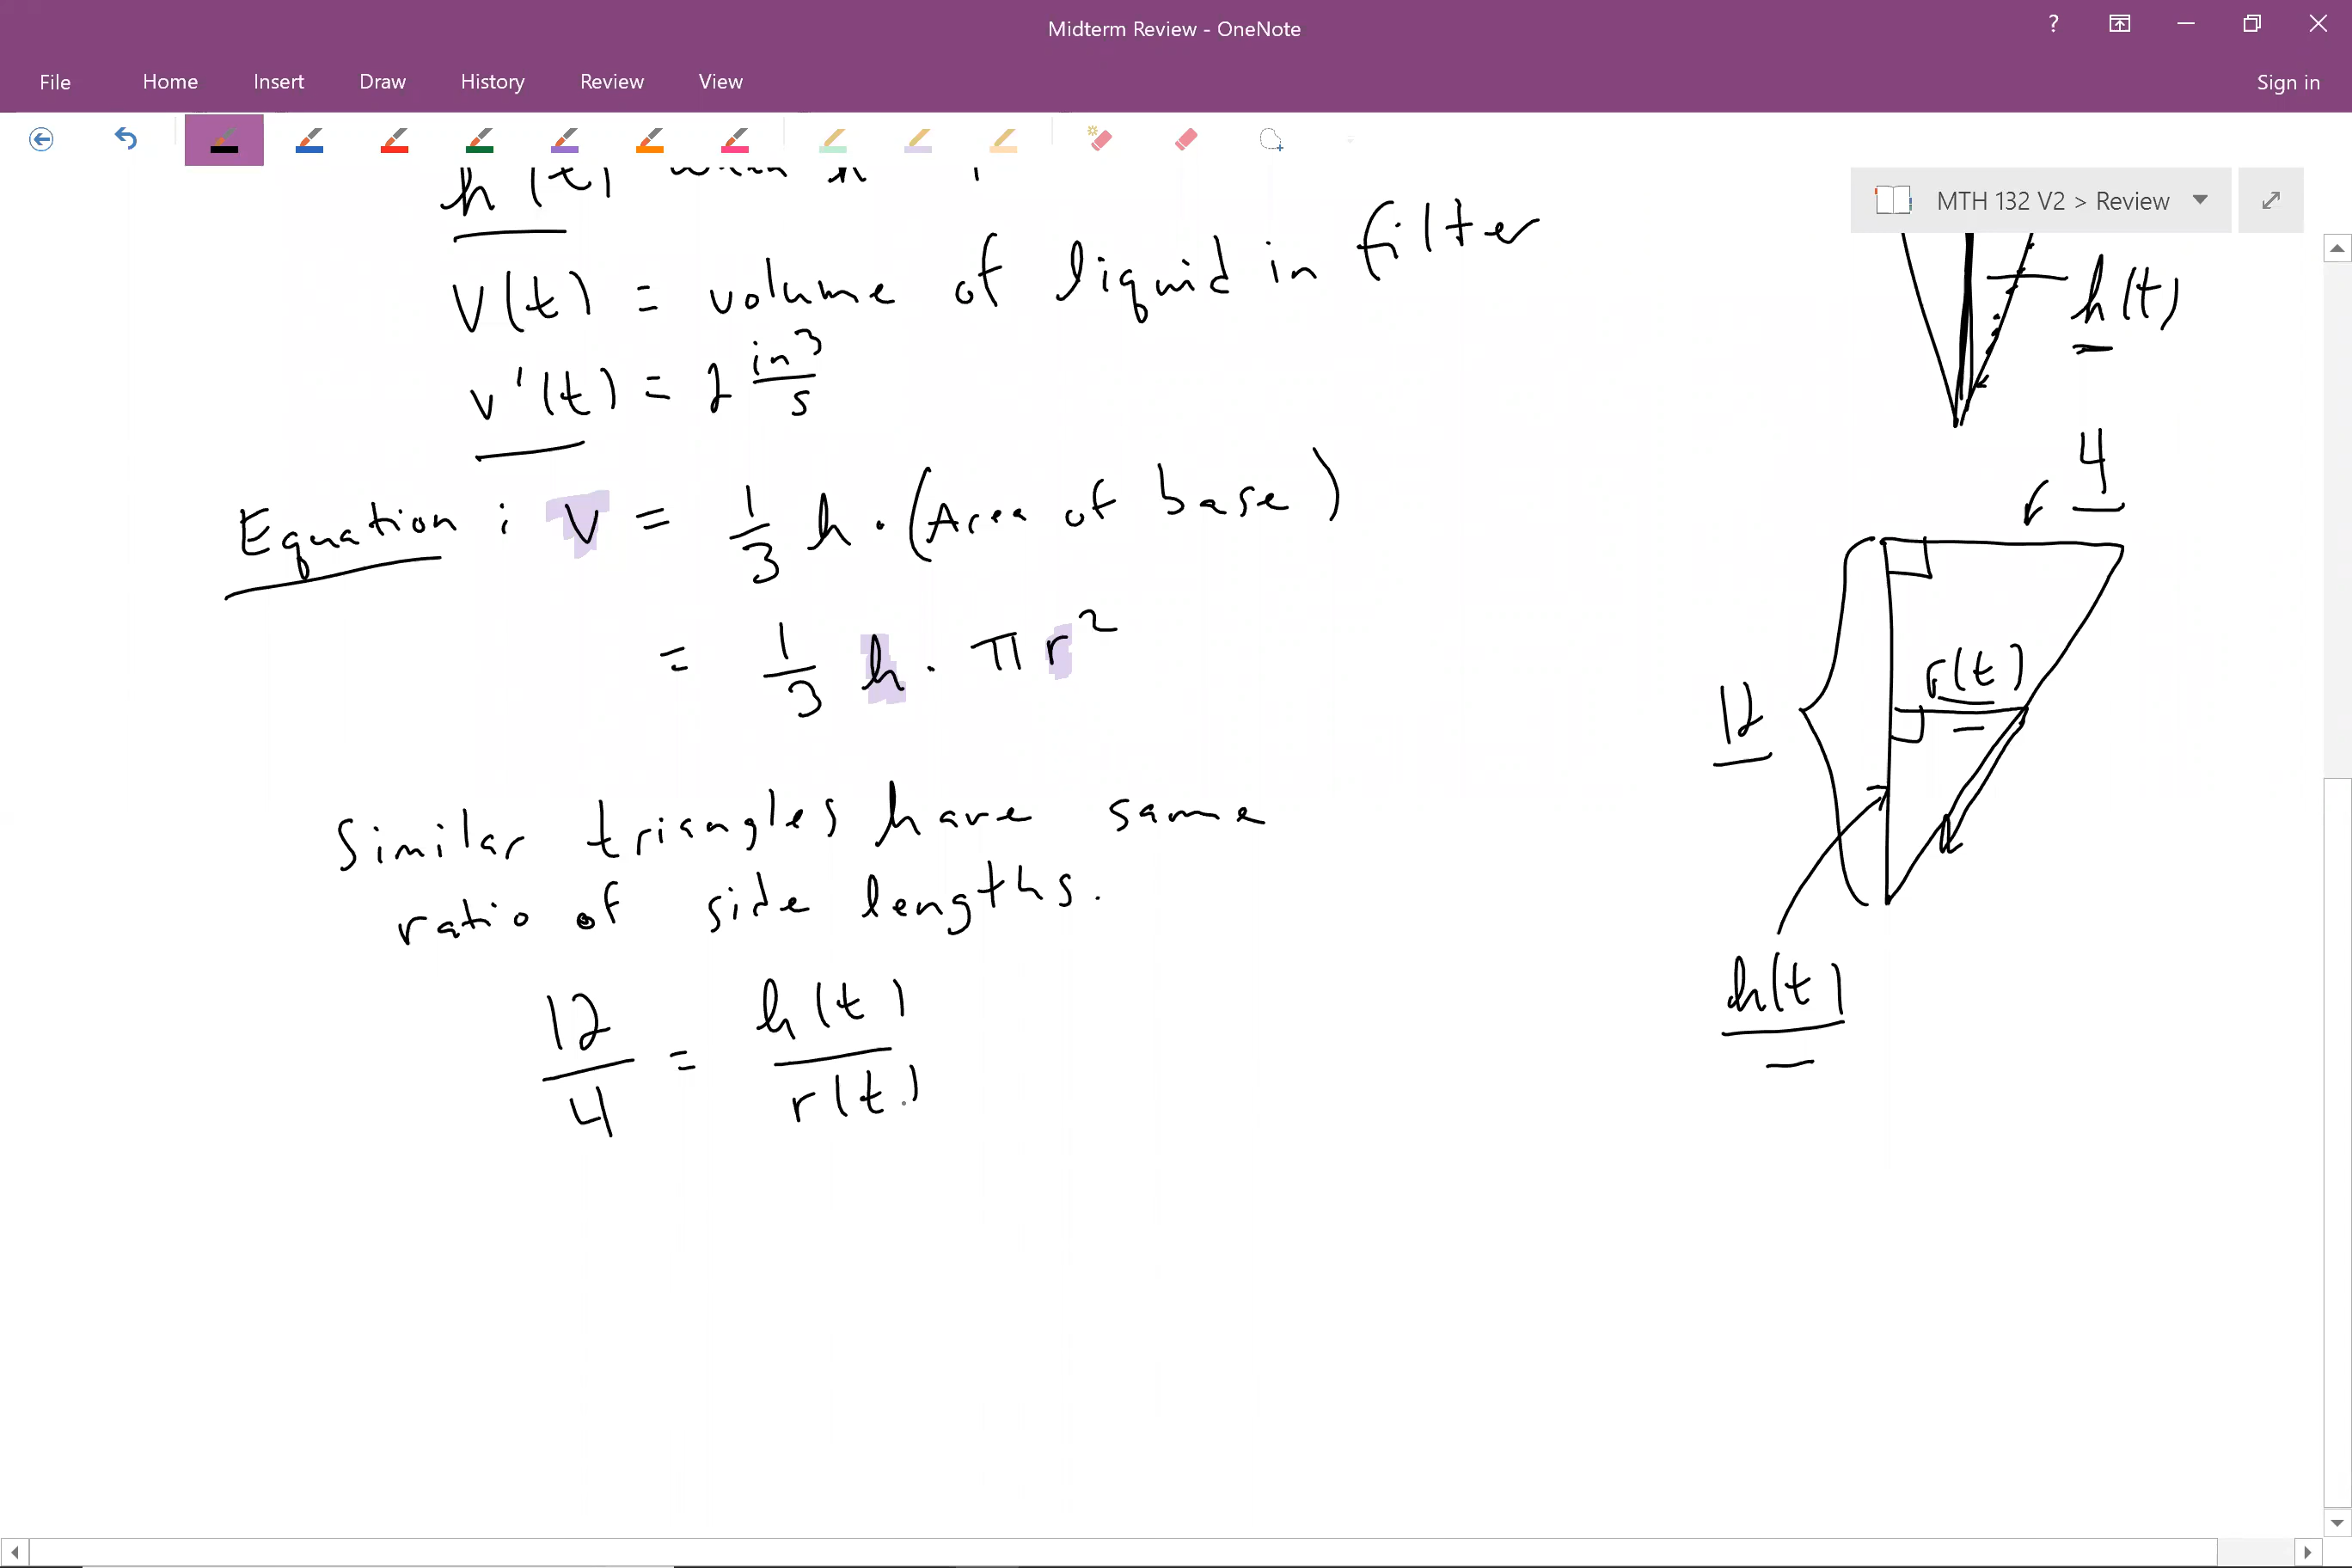 Midterm Review - OneNote
?
File Home Insert Draw History Review View
Sign in
MTH 132 V2 > Review
h(t)
V(t) = volume of liquid in filter
v'(t) = 2 in³/s
h(t)
Equation : V = 1/3 h · (Area of base)
= 1/3 h · π r²
4
r(t)
12
h(t)
Similar triangles have same
ratio of side lengths.
12/4 = h(t)/r(t)